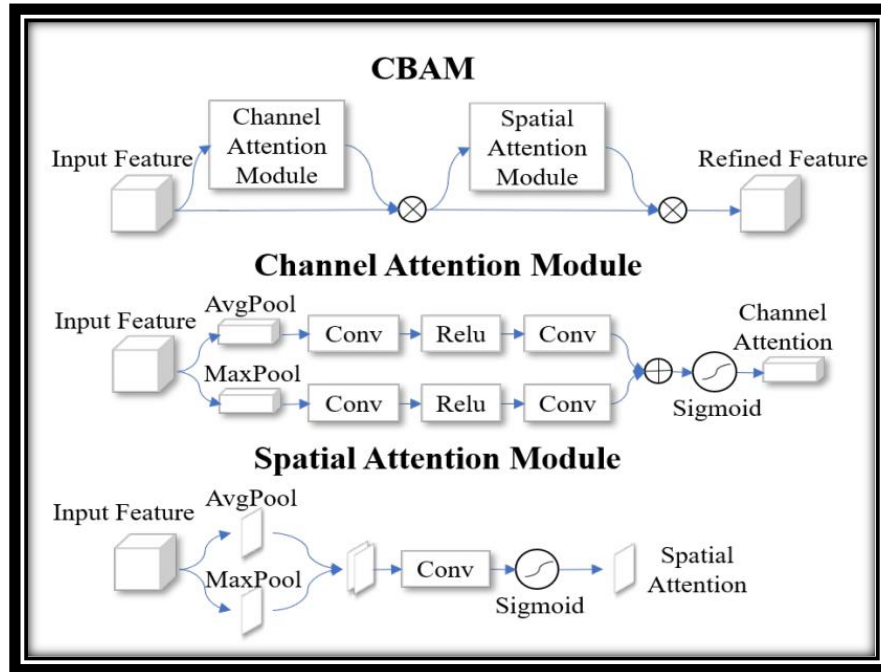 CBAM
Channel
Attention
Module
Spatial
Attention
Module
Input Feature
Refined Feature
Channel Attention Module
AvgPool
Input Feature
Conv
Relu
Conv
Channel
Attention
MaxPool
Conv
Relu
Conv
Sigmoid
Spatial Attention Module
AvgPool
Input Feature
MaxPool
Conv
Sigmoid
Spatial
Attention